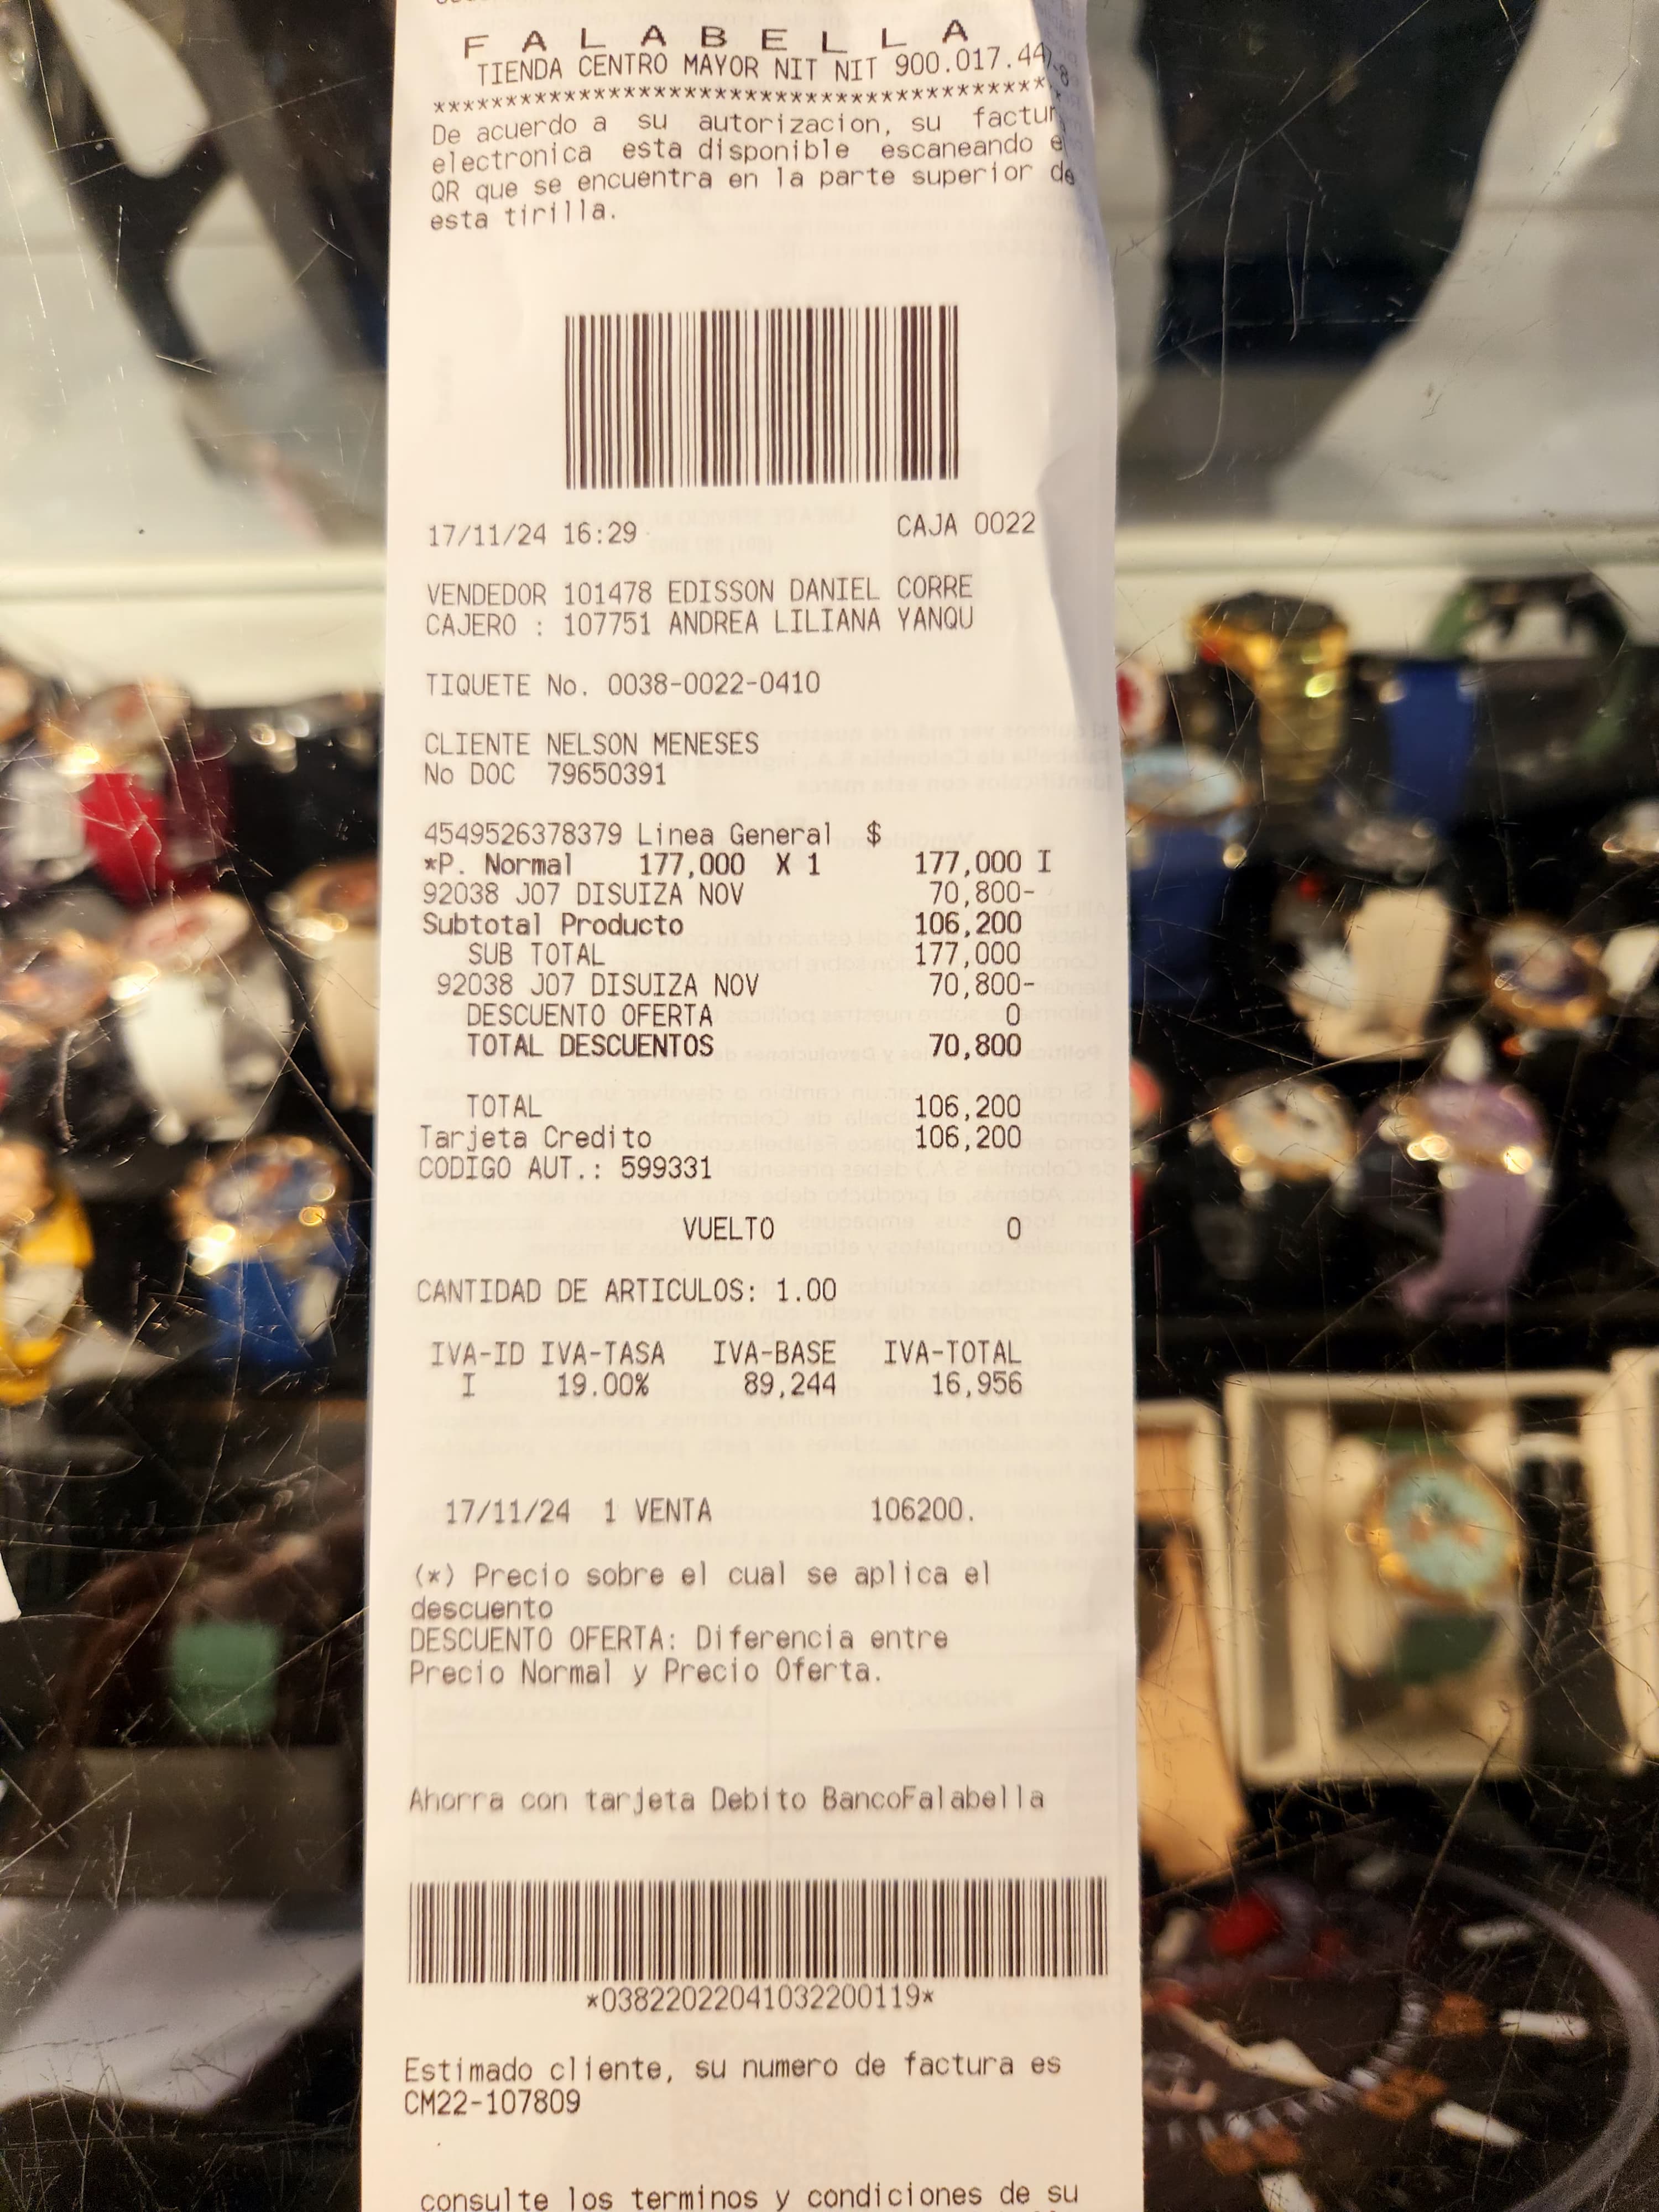 F A L A B E L L A
TIENDA CENTRO MAYOR NIT NIT 900.017.447-8
****************************************
De acuerdo a su autorizacion, su factur
electronica esta disponible escaneando el
QR que se encuentra en la parte superior de
esta tirilla.
17/11/24 16:29 CAJA 0022
VENDEDOR 101478 EDISSON DANIEL CORRE
CAJERO : 107751 ANDREA LILIANA YANQU
TIQUETE No. 0038-0022-0410
CLIENTE NELSON MENESES
No DOC 79650391
4549526378379 Linea General $
*P. Normal 177,000 X 1 177,000 I
92038 J07 DISUIZA NOV 70,800-
Subtotal Producto 106,200
SUB TOTAL 177,000
92038 J07 DISUIZA NOV 70,800-
DESCUENTO OFERTA 0
TOTAL DESCUENTOS 70,800
TOTAL 106,200
Tarjeta Credito 106,200
CODIGO AUT.: 599331
VUELTO 0
CANTIDAD DE ARTICULOS: 1.00
IVA-ID IVA-TASA IVA-BASE IVA-TOTAL
I 19.00% 89,244 16,956
17/11/24 1 VENTA 106200.
(*) Precio sobre el cual se aplica el
descuento
DESCUENTO OFERTA: Diferencia entre
Precio Normal y Precio Oferta.
Ahorra con tarjeta Debito BancoFalabella
*03822022041032200119*
Estimado cliente, su numero de factura es
CM22-107809
consulte los terminos y condiciones de su